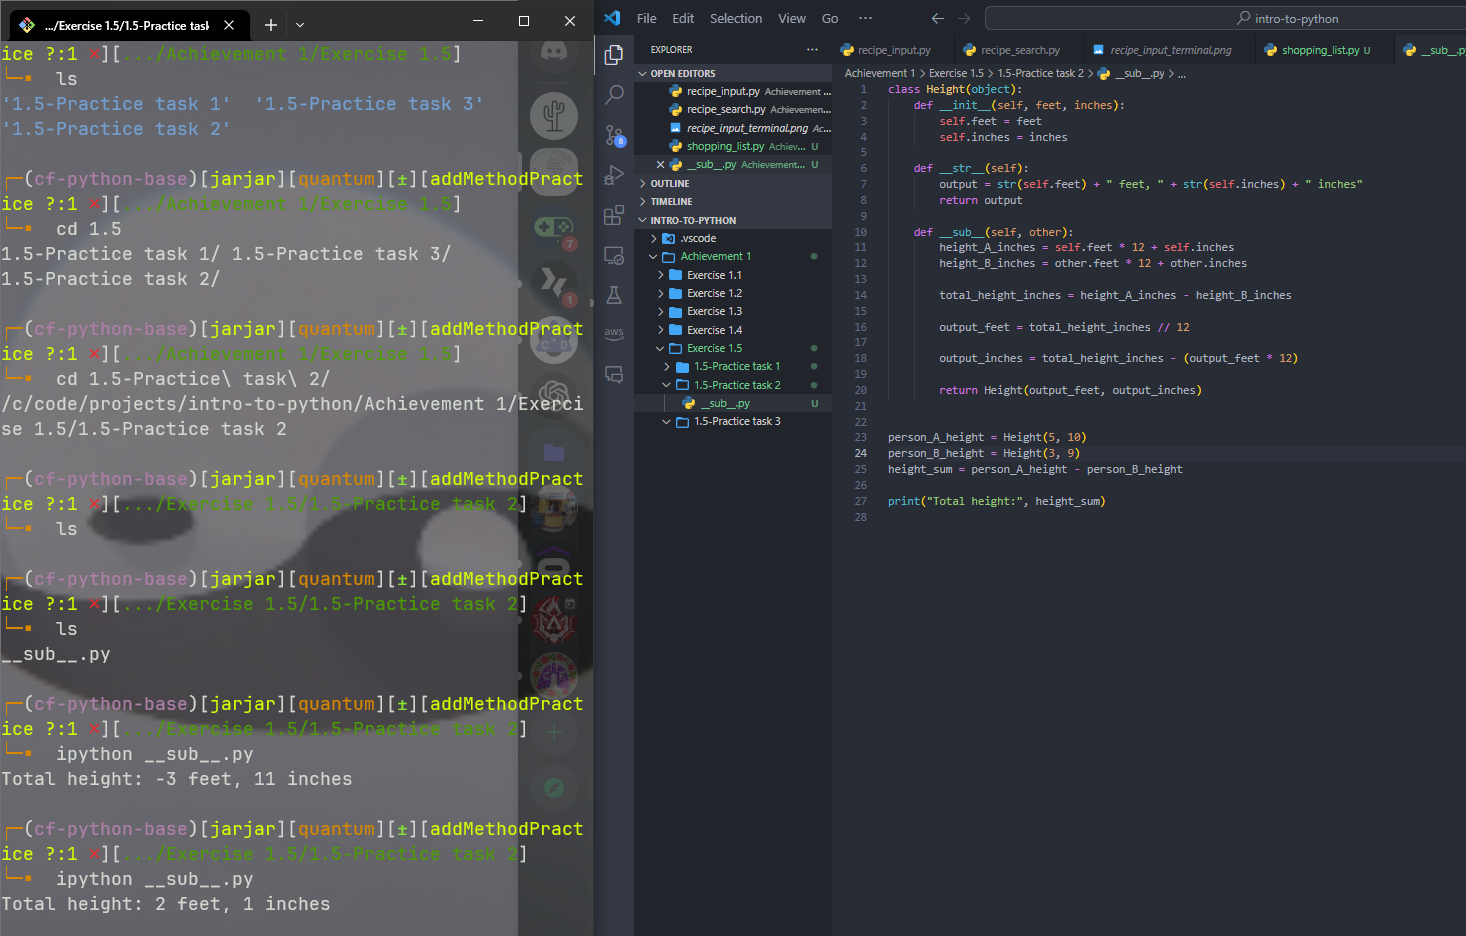 .../Exercise 1.5/1.5-Practice task
ice ?:1 ×][.../Achievement 1/Exercise 1.5]
ls
'1.5-Practice task 1'  '1.5-Practice task 3'
'1.5-Practice task 2'
(cf-python-base)[jarjar][quantum][±][addMethodPract
ice ?:1 ×][.../Achievement 1/Exercise 1.5]
cd 1.5
1.5-Practice task 1/ 1.5-Practice task 3/
1.5-Practice task 2/
(cf-python-base)[jarjar][quantum][±][addMethodPract
ice ?:1 ×][.../Achievement 1/Exercise 1.5]
cd 1.5-Practice\ task\ 2/
/c/code/projects/intro-to-python/Achievement 1/Exerci
se 1.5/1.5-Practice task 2
(cf-python-base)[jarjar][quantum][±][addMethodPract
ice ?:1 ×][.../Exercise 1.5/1.5-Practice task 2]
ls
(cf-python-base)[jarjar][quantum][±][addMethodPract
ice ?:1 ×][.../Exercise 1.5/1.5-Practice task 2]
ls
__sub__.py
(cf-python-base)[jarjar][quantum][±][addMethodPract
ice ?:1 ×][.../Exercise 1.5/1.5-Practice task 2]
ipython __sub__.py
Total height: -3 feet, 11 inches
(cf-python-base)[jarjar][quantum][±][addMethodPract
ice ?:1 ×][.../Exercise 1.5/1.5-Practice task 2]
ipython __sub__.py
Total height: 2 feet, 1 inches
7
1
File Edit Selection View Go ...
intro-to-python
8
aws
EXPLORER ...
OPEN EDITORS
recipe_input.py Achievement ...
recipe_search.py Achievemen...
recipe_input_terminal.png Ac...
shopping_list.py Achiev... U
__sub__.py Achievement... U
OUTLINE
TIMELINE
INTRO-TO-PYTHON
.vscode
Achievement 1
Exercise 1.1
Exercise 1.2
Exercise 1.3
Exercise 1.4
Exercise 1.5
1.5-Practice task 1
1.5-Practice task 2
__sub__.py U
1.5-Practice task 3
recipe_input.py recipe_search.py recipe_input_terminal.png shopping_list.py U __sub__.p
Achievement 1 > Exercise 1.5 > 1.5-Practice task 2 > __sub__.py > ...
1 class Height(object):
2     def __init__(self, feet, inches):
3         self.feet = feet
4         self.inches = inches
5
6     def __str__(self):
7         output = str(self.feet) + " feet, " + str(self.inches) + " inches"
8         return output
9
10     def __sub__(self, other):
11         height_A_inches = self.feet * 12 + self.inches
12         height_B_inches = other.feet * 12 + other.inches
13
14         total_height_inches = height_A_inches - height_B_inches
15
16         output_feet = total_height_inches // 12
17
18         output_inches = total_height_inches - (output_feet * 12)
19
20         return Height(output_feet, output_inches)
21
22
23 person_A_height = Height(5, 10)
24 person_B_height = Height(3, 9)
25 height_sum = person_A_height - person_B_height
26
27 print("Total height:", height_sum)
28